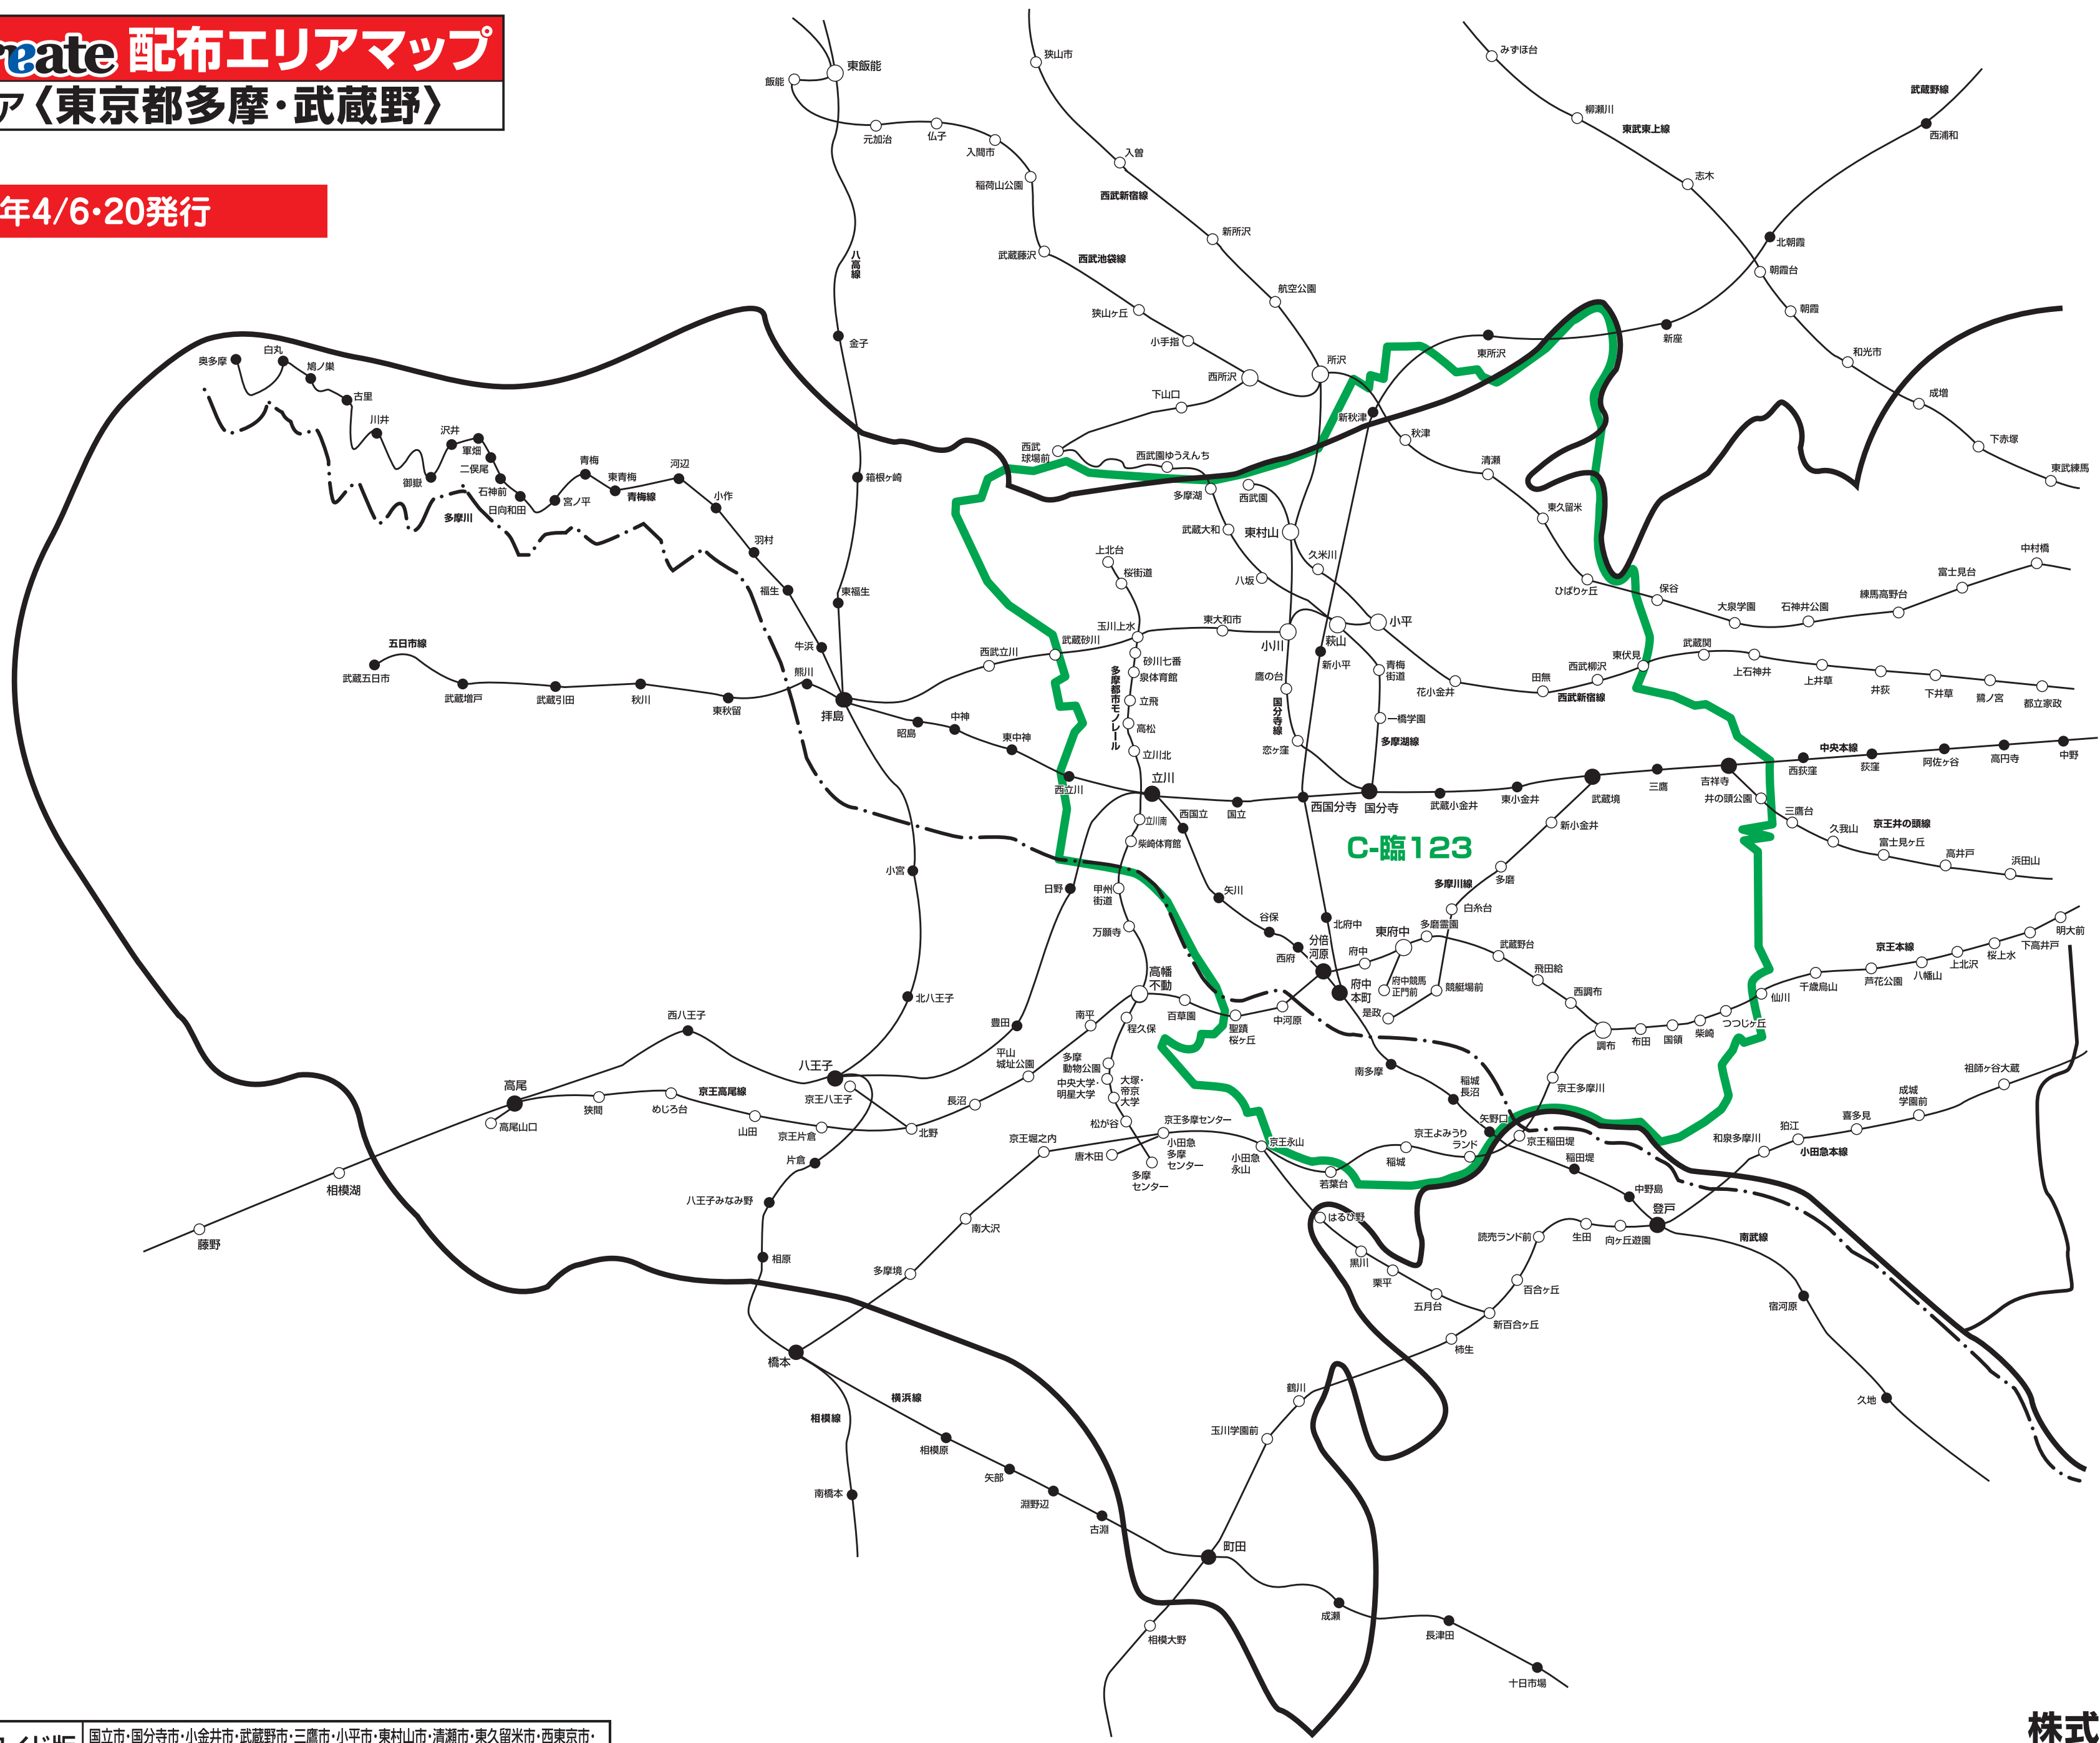 reate 配布エリアマップ
ア〈東京都多摩・武蔵野〉
年4/6・20発行
飯能
東飯能
元加治
仏子
入間市
稲荷山公園
武蔵藤沢
西武池袋線
狭山ヶ丘
小手指
西所沢
下山口
西武
球場前
狭山市
入曽
西武新宿線
新所沢
航空公園
所沢
みずほ台
柳瀬川
東武東上線
志木
朝霞台
朝霞
和光市
成増
下赤塚
東武練馬
武蔵野線
西浦和
北朝霞
新座
東所沢
新秋津
秋津
清瀬
東久留米
ひばりヶ丘
保谷
大泉学園
石神井公園
練馬高野台
富士見台
中村橋
八高線
金子
箱根ヶ崎
東福生
奥多摩
白丸
鳩ノ巣
古里
川井
御嶽
沢井
軍畑
二俣尾
石神前
日向和田
宮ノ平
青梅
東青梅
青梅線
河辺
小作
羽村
福生
牛浜
多摩川
五日市線
武蔵五日市
武蔵増戸
武蔵引田
秋川
東秋留
熊川
拝島
昭島
中神
東中神
西立川
立川
西武立川
武蔵砂川
玉川上水
東大和市
小川
西武園ゆうえんち
多摩湖
西武園
武蔵大和
東村山
八坂
久米川
萩山
小平
新小平
青梅
街道
一橋学園
多摩湖線
鷹の台
国分寺線
恋ヶ窪
花小金井
田無
西武柳沢
西武新宿線
東伏見
武蔵関
上石神井
上井草
井荻
下井草
鷺ノ宮
都立家政
上北台
桜街道
砂川七番
泉体育館
立飛
高松
立川北
多摩都市モノレール
立川南
柴崎体育館
甲州
街道
万願寺
高幡
不動
程久保
多摩
動物公園
中央大学・
明星大学
大塚・
帝京
大学
松が谷
多摩
センター
西国立
国立
西国分寺
国分寺
武蔵小金井
東小金井
武蔵境
三鷹
吉祥寺
西荻窪
中央本線
荻窪
阿佐ヶ谷
高円寺
中野
井の頭公園
三鷹台
久我山
京王井の頭線
富士見ヶ丘
高井戸
浜田山
C-臨123
新小金井
多磨
多摩川線
白糸台
競艇場前
是政
矢川
谷保
西府
分倍
河原
北府中
府中
府中
本町
東府中
府中競馬
正門前
多磨霊園
武蔵野台
飛田給
西調布
調布
布田
国領
柴崎
つつじヶ丘
仙川
千歳烏山
芦花公園
京王本線
八幡山
上北沢
桜上水
下高井戸
明大前
小宮
北八王子
日野
豊田
八王子
京王八王子
西八王子
高尾
高尾山口
狭間
めじろ台
京王高尾線
山田
京王片倉
北野
長沼
平山
城址公園
南平
百草園
聖蹟
桜ヶ丘
中河原
相模湖
藤野
片倉
八王子みなみ野
相原
橋本
相模線
南橋本
横浜線
相模原
矢部
淵野辺
古淵
町田
成瀬
長津田
十日市場
相模大野
玉川学園前
鶴川
柿生
新百合ヶ丘
百合ヶ丘
読売ランド前
生田
向ヶ丘遊園
登戸
和泉多摩川
狛江
小田急本線
喜多見
成城
学園前
祖師ヶ谷大蔵
多摩境
南大沢
京王堀之内
京王多摩センター
小田急
多摩
センター
唐木田
京王永山
小田急
永山
若葉台
稲城
京王よみうり
ランド
京王稲田堤
京王多摩川
はるひ野
黒川
栗平
五月台
南多摩
稲城
長沼
矢野口
稲田堤
中野島
南武線
宿河原
久地
国立市・国分寺市・小金井市・武蔵野市・三鷹市・小平市・東村山市・清瀬市・東久留米市・西東京市・
株式